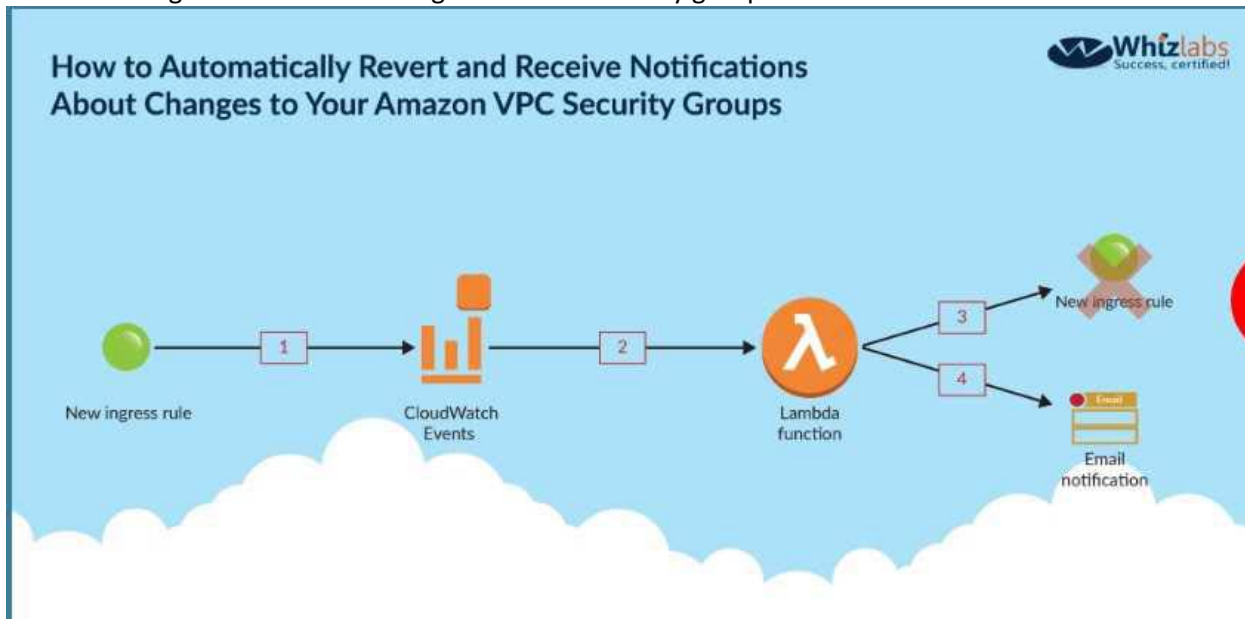 How to Automatically Revert and Receive Notifications
About Changes to Your Amazon VPC Security Groups
Whizlabs
Success, certified!
1
2
3
4
New ingress rule
CloudWatch
Events
Lambda
function
New ingress rule
Email
Email
notification